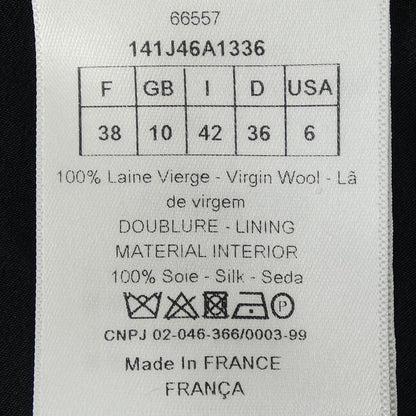 66557
141J46A1336
F GB I D USA
38 10 42 36 6
100% Laine Vierge - Virgin Wool - Lã
de virgem
DOUBLURE - LINING
MATERIAL INTERIOR
100% Soie - Silk - Seda
P
CNPJ 02-046-366/0003-99
Made In FRANCE
FRANÇA